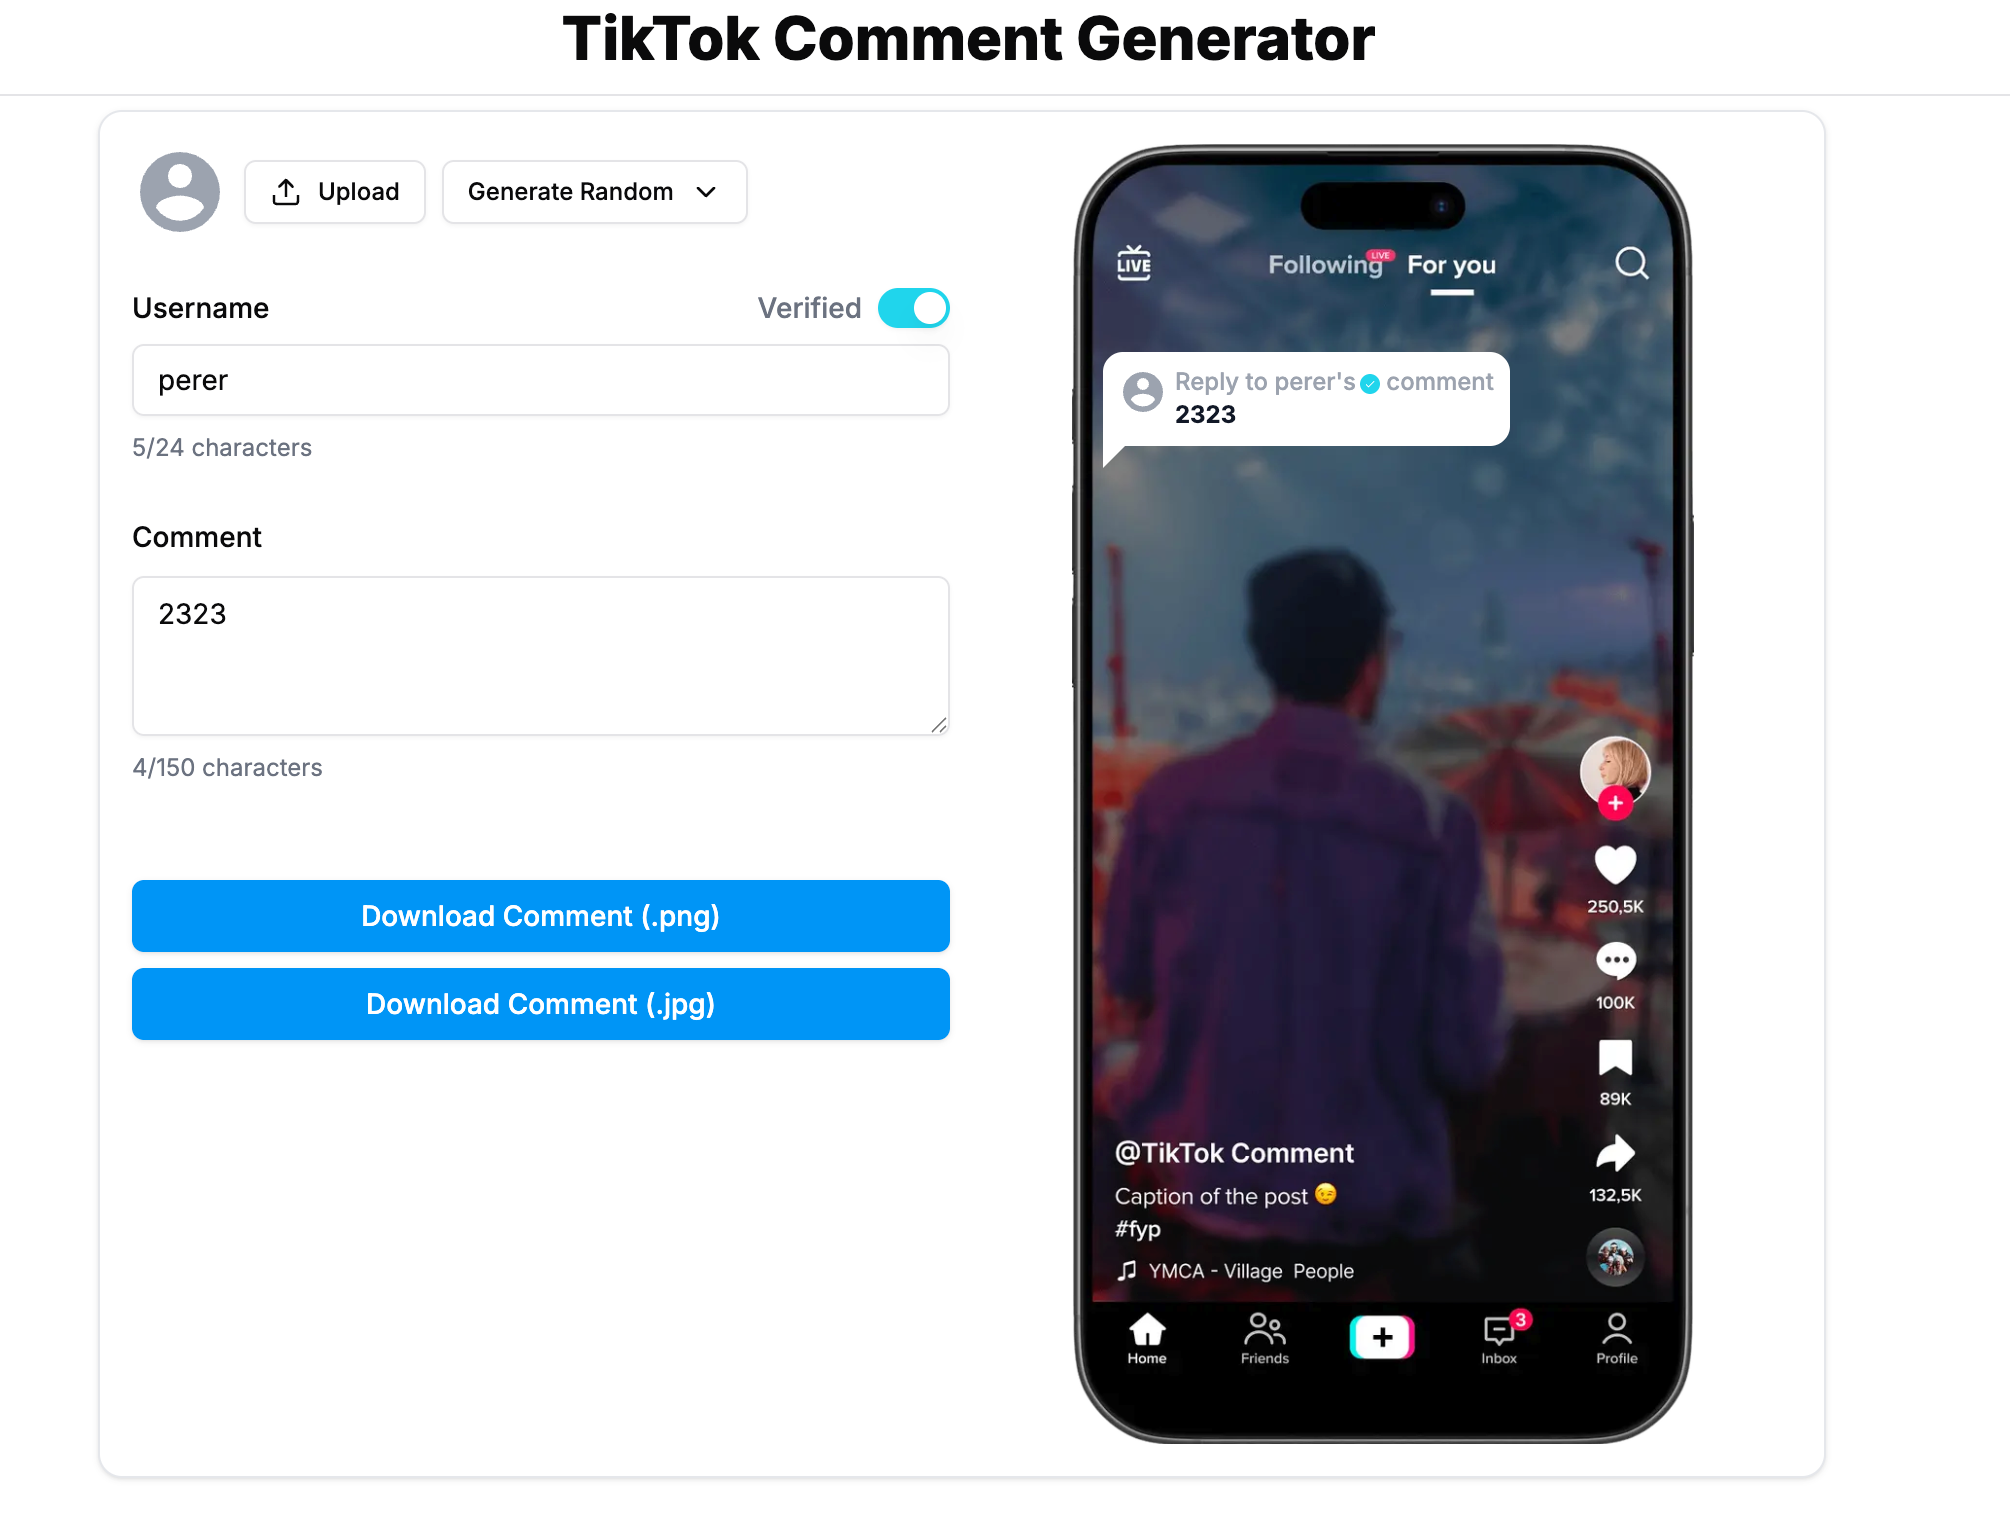 TikTok Comment Generator
Upload
Generate Random
Username
Verified
perer
5/24 characters
Comment
2323
4/150 characters
Download Comment (.png)
Download Comment (.jpg)
LIVE
Following
LIVE
For you
Reply to perer's comment
2323
250,5K
100K
89K
132,5K
@TikTok Comment
Caption of the post 😉
#fyp
YMCA - Village People
Home
Friends
3
Inbox
Profile